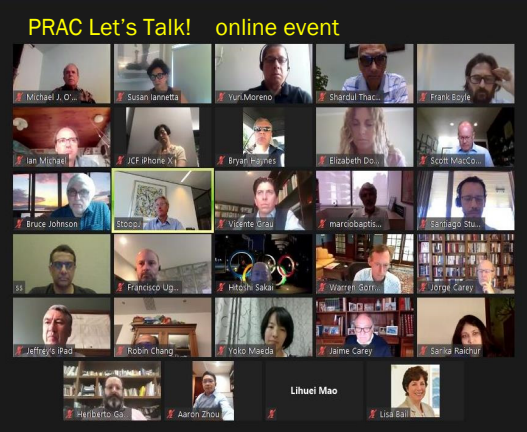 PRAC Let's Talk! online event
Michael J. O'...
Susan Iannetta
Yuri.Moreno
Shardul Thac...
Frank Boyle
Ian Michael
JCF iPhone X
Bryan Haynes
Elizabeth Do...
Scott MacCo...
Bruce Johnson
StoopJ
Vicente Grau
marciobaptis...
Santiago Stu...
ss
Francisco Ug...
Hitoshi Sakai
Warren Gorr...
Jorge Carey
Jeffrey's iPad
Robin Chang
Yoko Maeda
Jaime Carey
Sarika Raichur
Heriberto Ga...
Aaron Zhou
Lihuei Mao
Lisa Bail